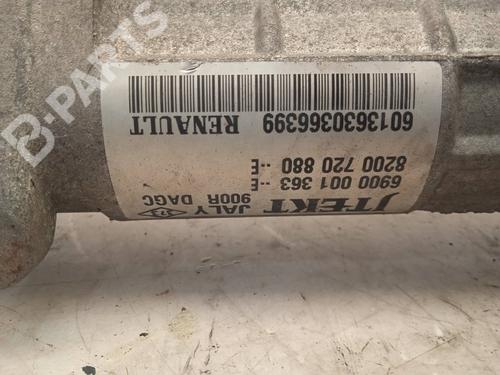 JTEKT JALY
900R DAGC
6900 001 363 ..E
8200 720 880 ..E
6013630366399 RENAULT
B-PARTS